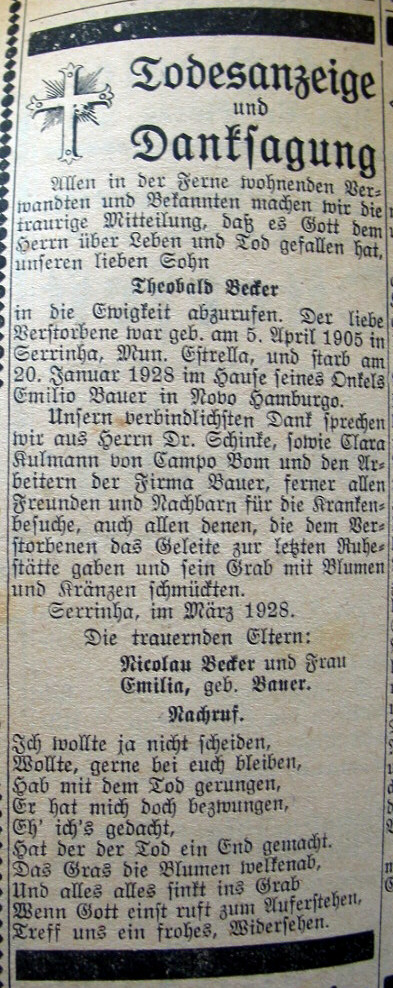 Todesanzeige
und
Danksagung
Allen in der Ferne wohnenden Ver-
wandten und Bekannten machen wir die
traurige Mitteilung, daß es Gott dem
Herrn über Leben und Tod gefallen hat,
unseren lieben Sohn
Theobald Becker
in die Ewigkeit abzurufen. Der liebe
Verstorbene war geb. am 5. April 1905 in
Serrinha, Mun. Estrella, und starb am
20. Januar 1928 im Hause seines Onkels
Emilio Bauer in Novo Hamburgo.
Unsern verbindlichsten Dank sprechen
wir aus Herrn Dr. Schinke, sowie Clara
Kulmann von Campo Bom und den Ar-
beitern der Firma Bauer, ferner allen
Freunden und Nachbarn für die Kranken-
besuche, auch allen denen, die dem Ver-
storbenen das Geleite zur letzten Ruhe-
stätte gaben und sein Grab mit Blumen
und Kränzen schmückten.
Serrinha, im März 1928.
Die trauernden Eltern:
Nicolau Becker und Frau
Emilia, geb. Bauer.
Nachruf.
Ich wollte ja nicht scheiden,
Wollte, gerne bei euch bleiben,
Hab mit dem Tod gerungen,
Er hat mich doch bezwungen,
Eh' ich's gedacht,
Hat der der Tod ein End gemacht.
Das Gras die Blumen welkenab,
Und alles alles sinkt ins Grab
Wenn Gott einst ruft zum Auferstehen,
Treff uns ein frohes, Widersehen.